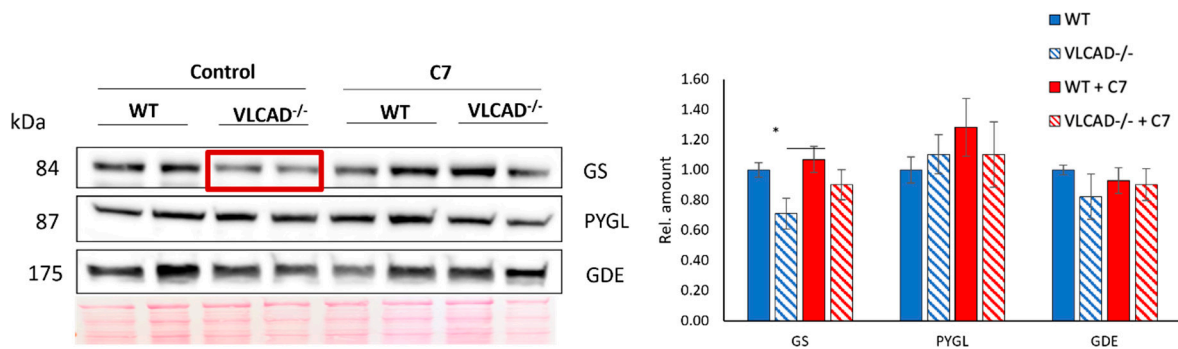 Control C7
WT VLCAD-/- WT VLCAD-/-
kDa
84 GS
87 PYGL
175 GDE
WT
VLCAD-/-
WT + C7
VLCAD-/- + C7
Rel. amount
1.60
1.40
1.20
1.00
0.80
0.60
0.40
0.20
0.00
*
GS PYGL GDE